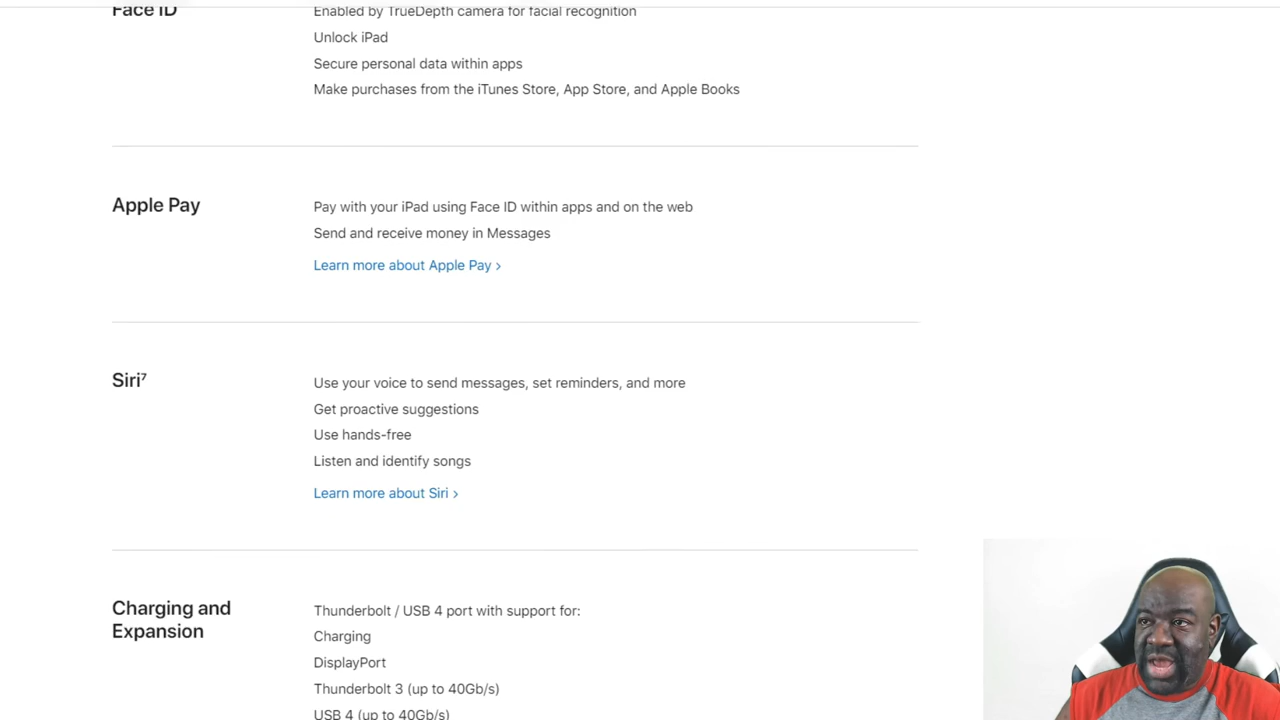 Face ID
Enabled by TrueDepth camera for facial recognition
Unlock iPad
Secure personal data within apps
Make purchases from the iTunes Store, App Store, and Apple Books
Apple Pay
Pay with your iPad using Face ID within apps and on the web
Send and receive money in Messages
Learn more about Apple Pay >
Siri⁷
Use your voice to send messages, set reminders, and more
Get proactive suggestions
Use hands-free
Listen and identify songs
Learn more about Siri >
Charging and
Expansion
Thunderbolt / USB 4 port with support for:
Charging
DisplayPort
Thunderbolt 3 (up to 40Gb/s)
USB 4 (up to 40Gb/s)